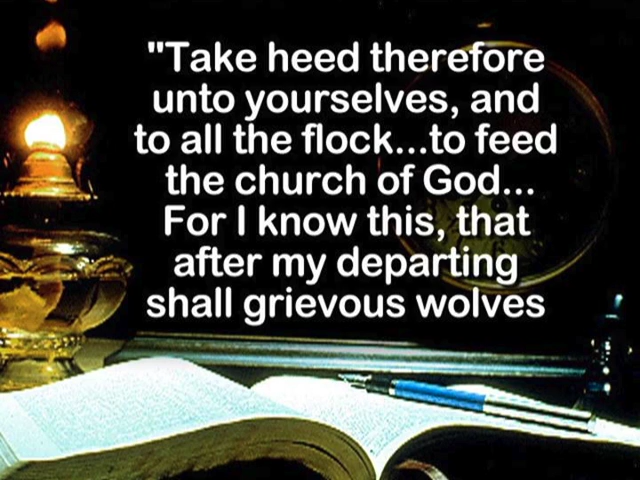 "Take heed therefore
unto yourselves, and
to all the flock...to feed
the church of God...
For I know this, that
after my departing
shall grievous wolves